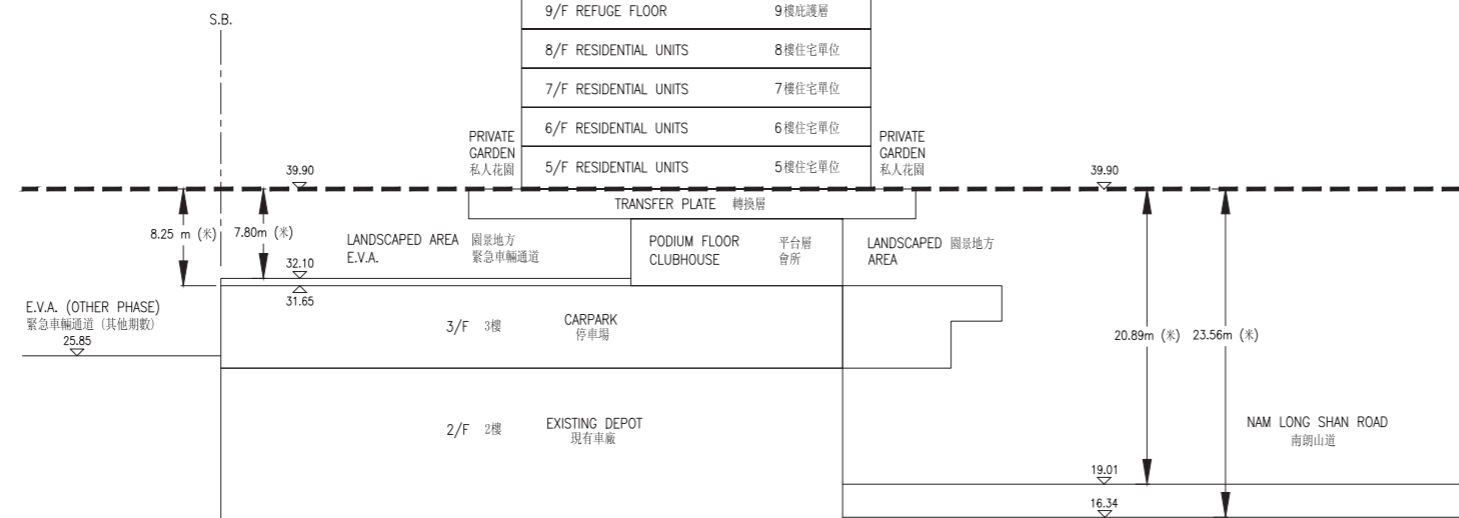 S.B.
9/F REFUGE FLOOR 9樓庇護層
8/F RESIDENTIAL UNITS 8樓住宅單位
7/F RESIDENTIAL UNITS 7樓住宅單位
6/F RESIDENTIAL UNITS 6樓住宅單位
5/F RESIDENTIAL UNITS 5樓住宅單位
PRIVATE
GARDEN
私人花園
PRIVATE
GARDEN
私人花園
39.90
39.90
TRANSFER PLATE 轉換層
8.25 m (米)
7.80m (米)
LANDSCAPED AREA 園景地方
E.V.A. 緊急車輛通道
PODIUM FLOOR 平台層
CLUBHOUSE 會所
LANDSCAPED 園景地方
AREA
32.10
31.65
E.V.A. (OTHER PHASE)
緊急車輛通道 (其他期數)
25.85
3/F 3樓
CARPARK
停車場
20.89m (米)
23.56m (米)
2/F 2樓
EXISTING DEPOT
現有車廠
NAM LONG SHAN ROAD
南朗山道
19.01
16.34